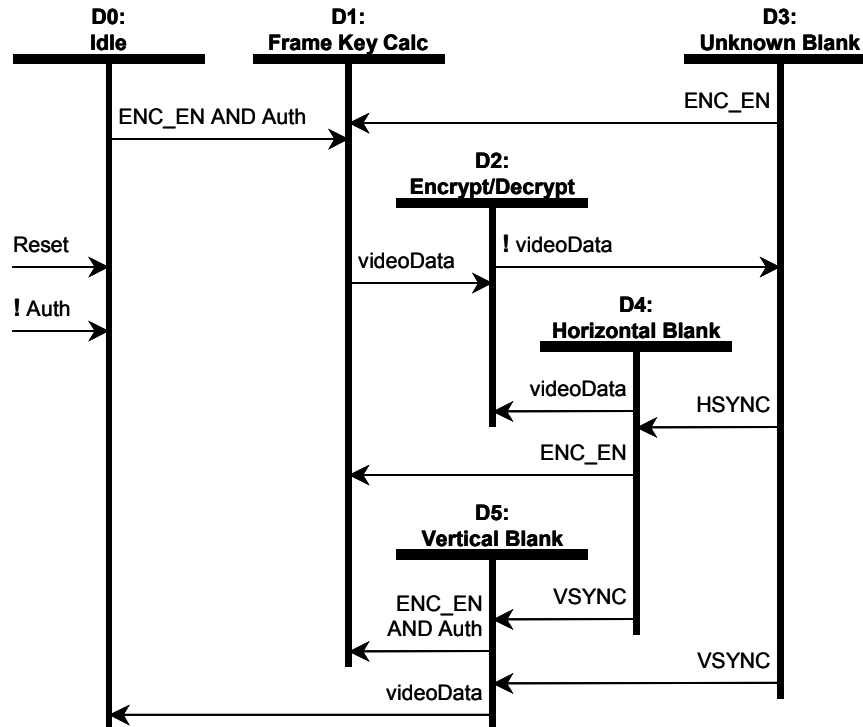 D0:
Idle
D1:
Frame Key Calc
D3:
Unknown Blank
ENC_EN AND Auth
ENC_EN
D2:
Encrypt/Decrypt
Reset
videoData
! videoData
! Auth
D4:
Horizontal Blank
videoData
HSYNC
ENC_EN
D5:
Vertical Blank
ENC_EN
AND Auth
VSYNC
VSYNC
videoData